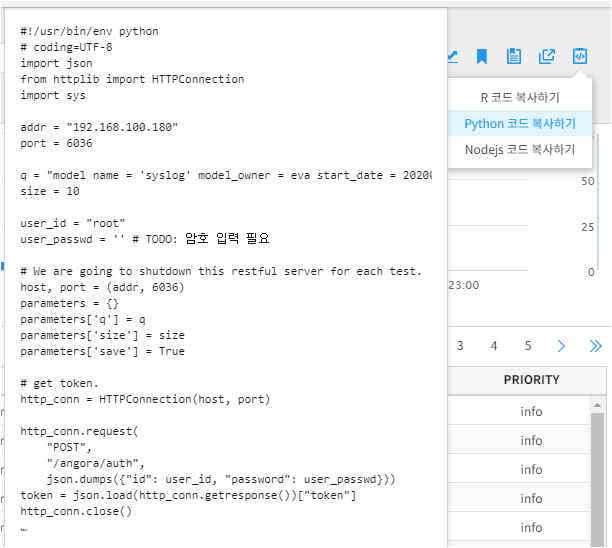 #!/usr/bin/env python
# coding=UTF-8
import json
from httplib import HTTPConnection
import sys
addr = "192.168.100.180"
port = 6036
q = "model name = 'syslog' model_owner = eva start_date =
size = 10
user_id = "root"
user_passwd = '' # TODO: 암호 입력 필요
# We are going to shutdown this restful server for each test.
host, port = (addr, 6036)
parameters = {}
parameters['q'] = q
parameters['size'] = size
parameters['save'] = True
# get token.
http_conn = HTTPConnection(host, port)
http_conn.request(
"POST",
"/angora/auth",
json.dumps({"id": user_id, "password": user_passwd}))
token = json.load(http_conn.getresponse())["token"]
http_conn.close()
…
R 코드 복사하기
Python 코드 복사하기
Nodejs 코드 복사하기
50
25
0
23:00
3 4 5
PRIORITY
info
info
info
info
info